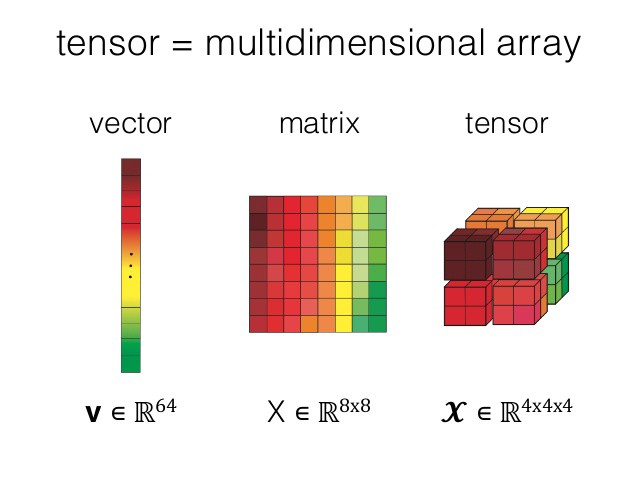 tensor = multidimensional array
vector matrix tensor
v ∈ ℝ⁶⁴ X ∈ ℝ⁸ˣ⁸ 𝓧 ∈ ℝ⁴ˣ⁴ˣ⁴